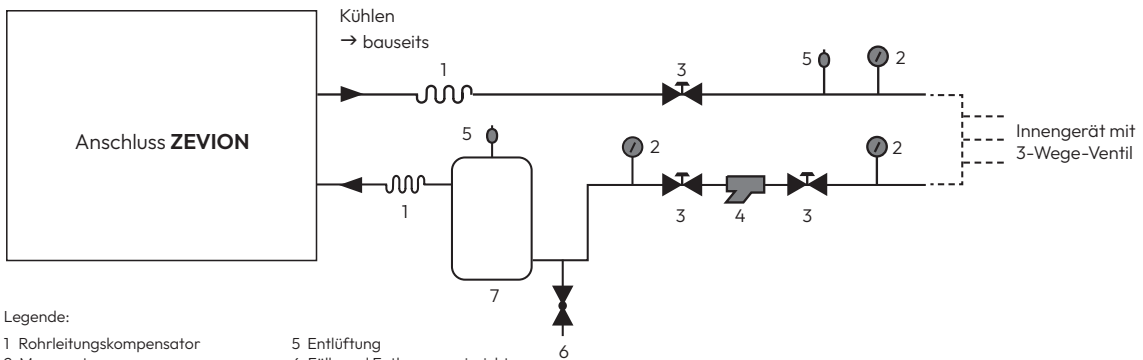 Kühlen
→ bauseits
1
3
5
2
Anschluss ZEVION
5
2
2
Innengerät mit
3-Wege-Ventil
1
3
4
3
7
6
Legende:
1 Rohrleitungskompensator
5 Entlüftung